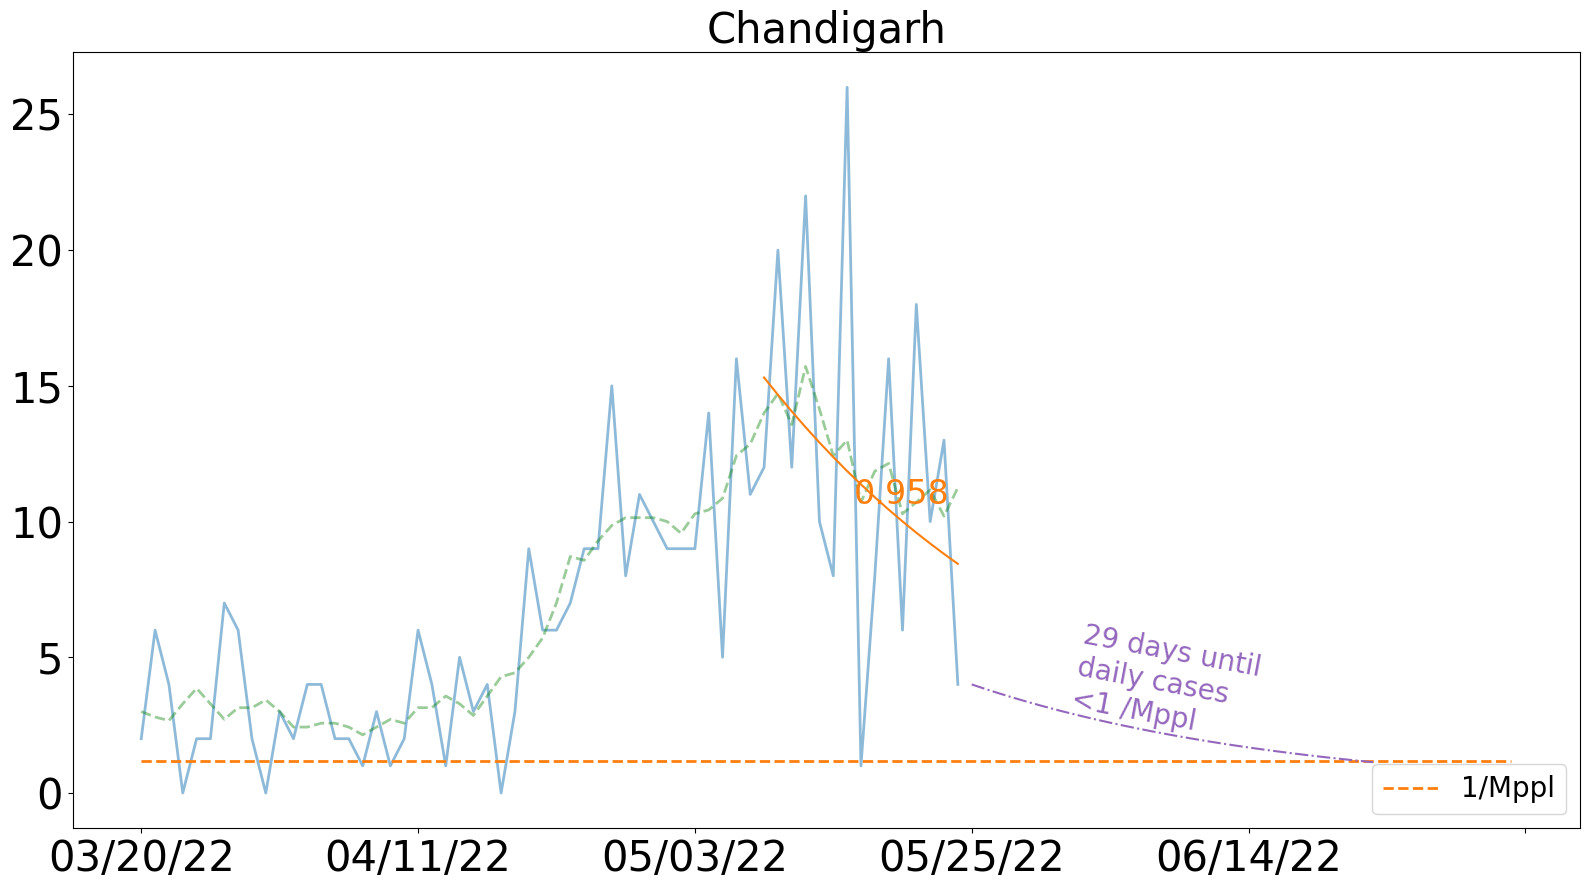 Chandigarh
25
20
15
10
5
0
0.958
29 days until
daily cases
<1 /Mppl
1/Mppl
03/20/22
04/11/22
05/03/22
05/25/22
06/14/22